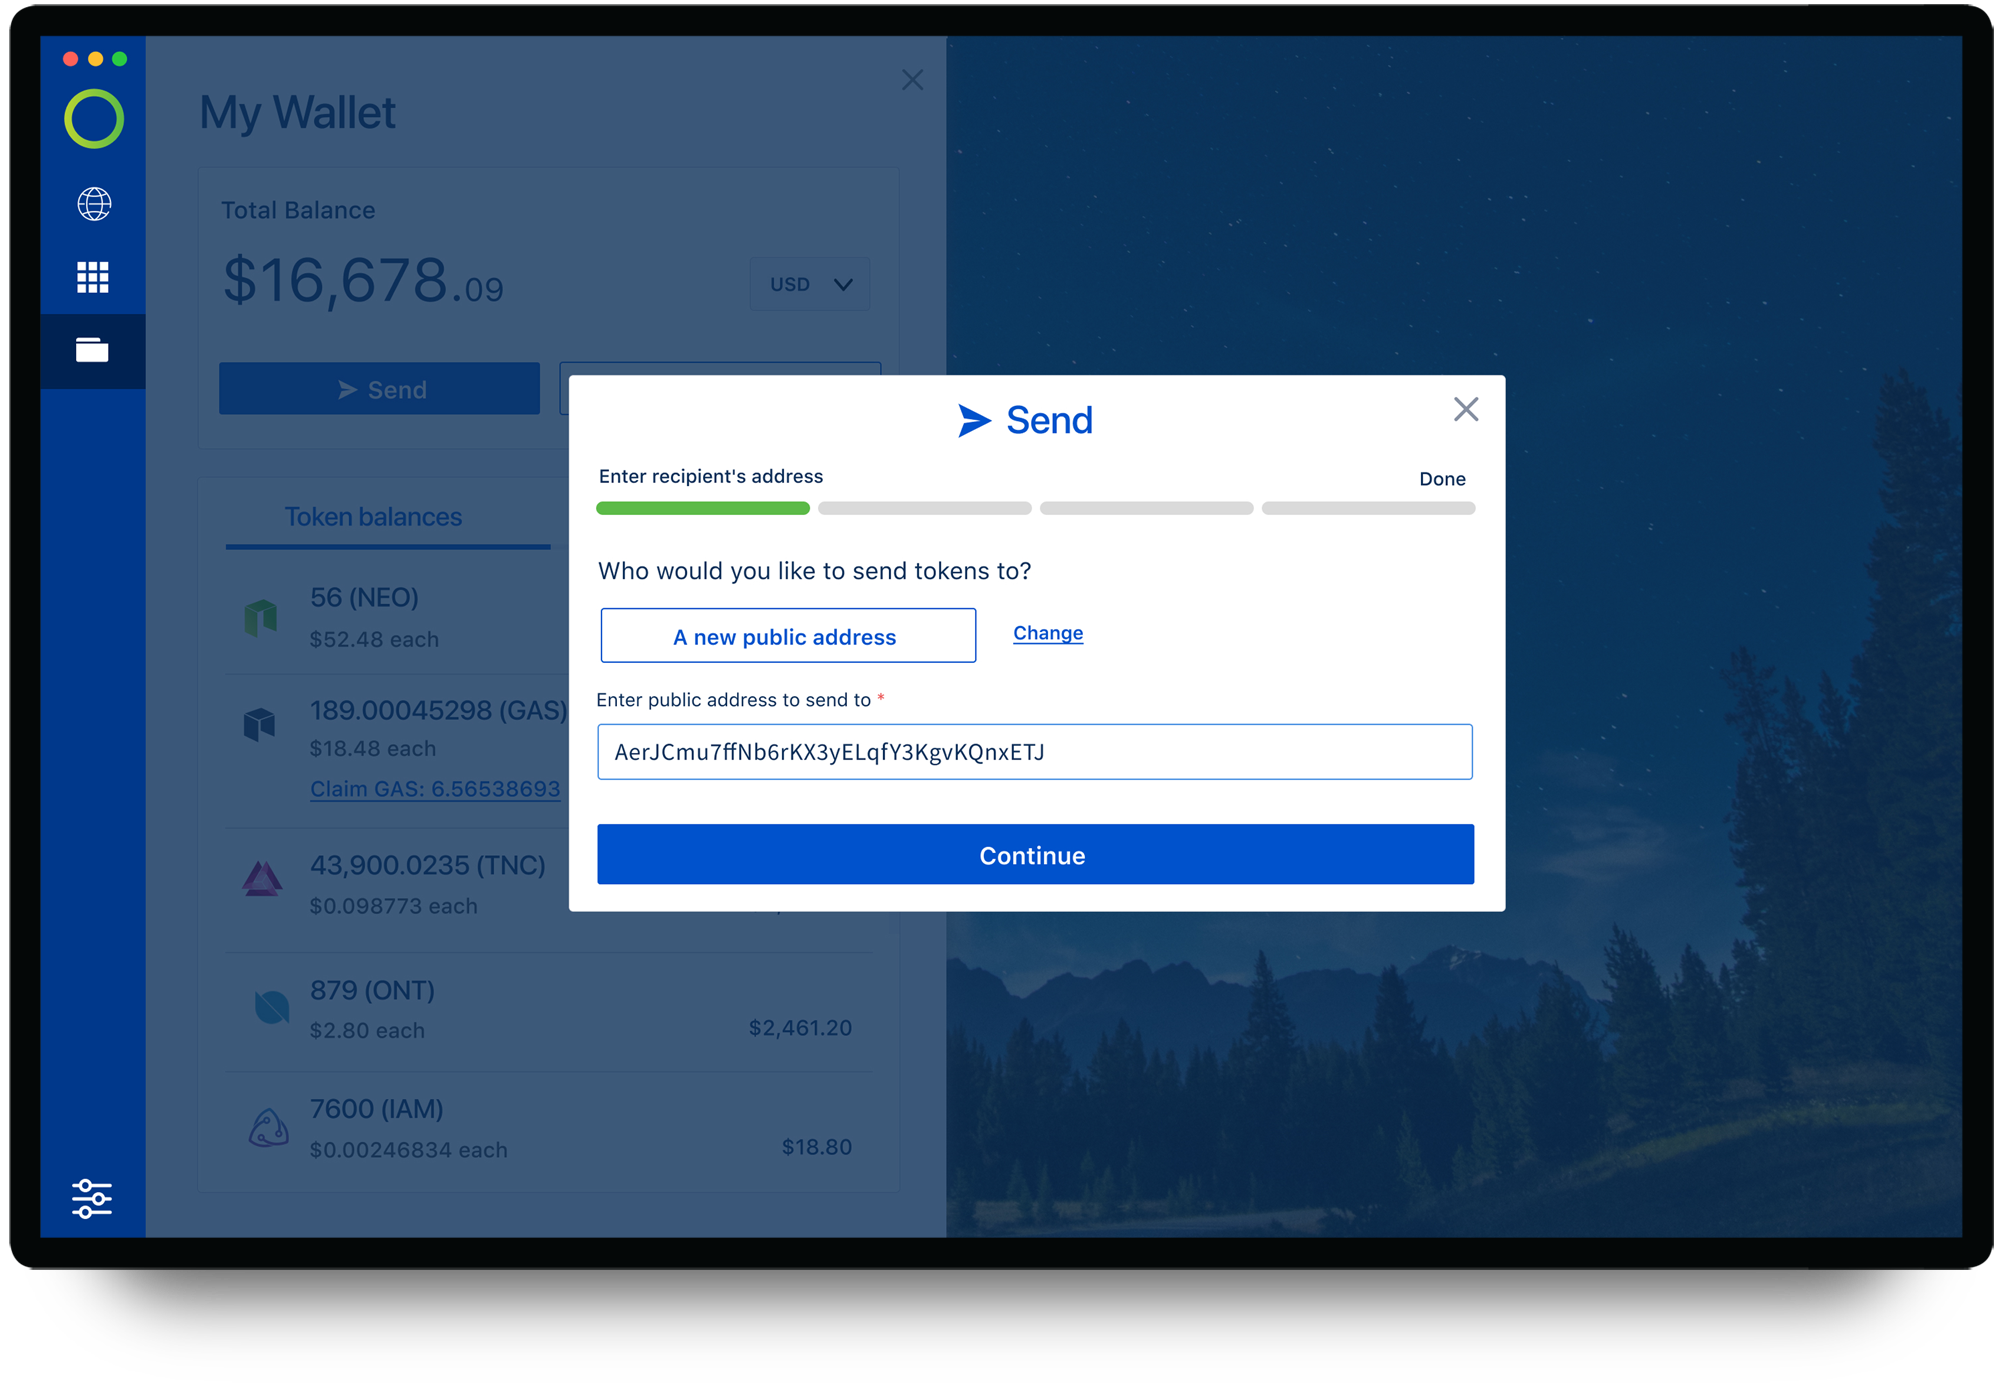 My Wallet
Total Balance
$16,678.09
USD
Send
Token balances
56 (NEO)
$52.48 each
189.00045298 (GAS)
$18.48 each
Claim GAS: 6.56538693
43,900.0235 (TNC)
$0.098773 each
879 (ONT)
$2.80 each
$2,461.20
7600 (IAM)
$0.00246834 each
$18.80
Send
Enter recipient's address
Done
Who would you like to send tokens to?
A new public address
Change
Enter public address to send to *
AerJCmu7ffNb6rKX3yELqfY3KgvKQnxETJ
Continue